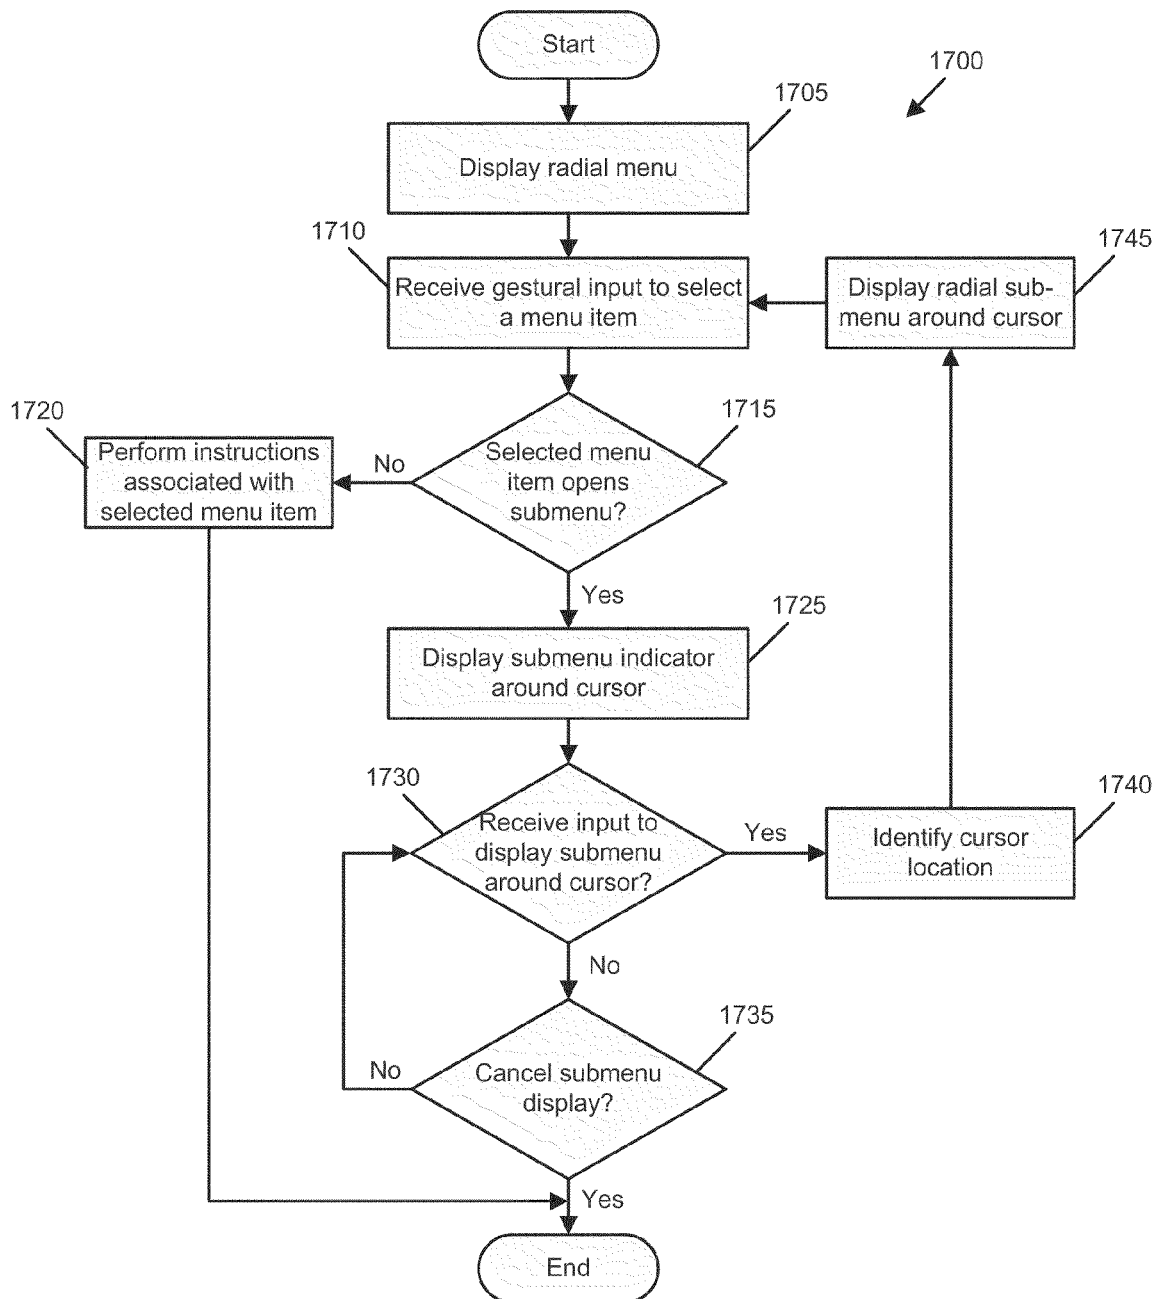 Start
1700
1705
Display radial menu
1710
Receive gestural input to select
a menu item
1745
Display radial sub-
menu around cursor
1715
Selected menu
item opens
submenu?
1720
No
Perform instructions
associated with
selected menu item
Yes
1725
Display submenu indicator
around cursor
1730
Receive input to
display submenu
around cursor?
Yes
1740
Identify cursor
location
No
1735
Cancel submenu
display?
No
Yes
End